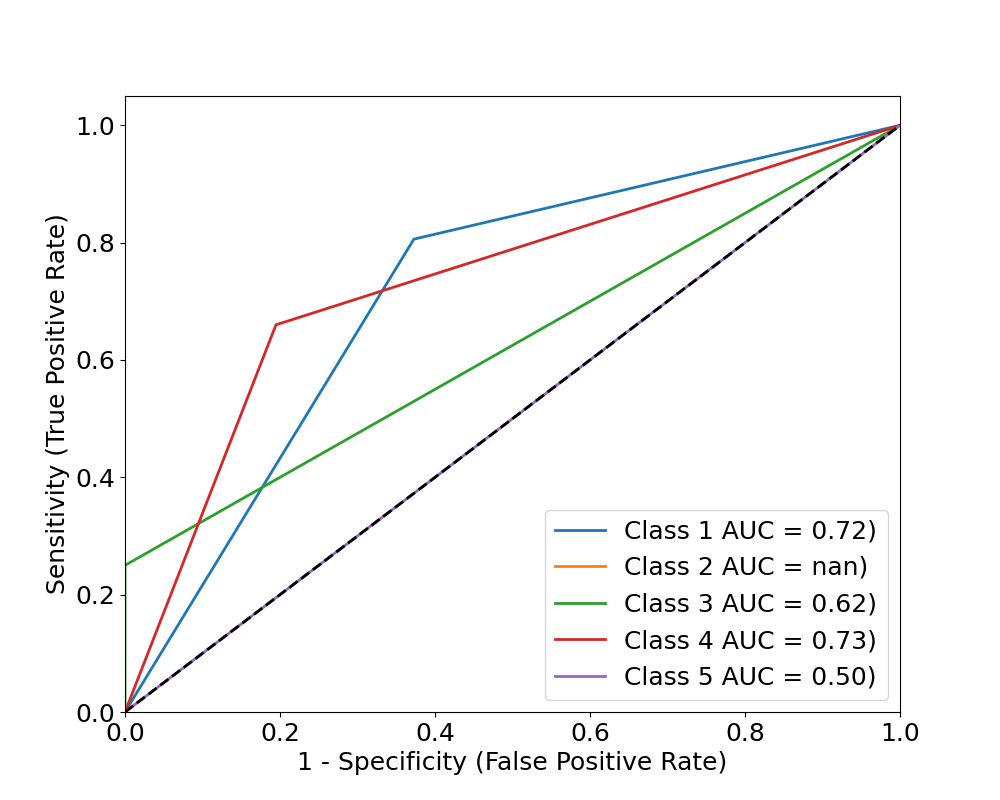 1.0
0.8
0.6
0.4
0.2
0.0
Sensitivity (True Positive Rate)
Class 1 AUC = 0.72)
Class 2 AUC = nan)
Class 3 AUC = 0.62)
Class 4 AUC = 0.73)
Class 5 AUC = 0.50)
0.0 0.2 0.4 0.6 0.8 1.0
1 - Specificity (False Positive Rate)